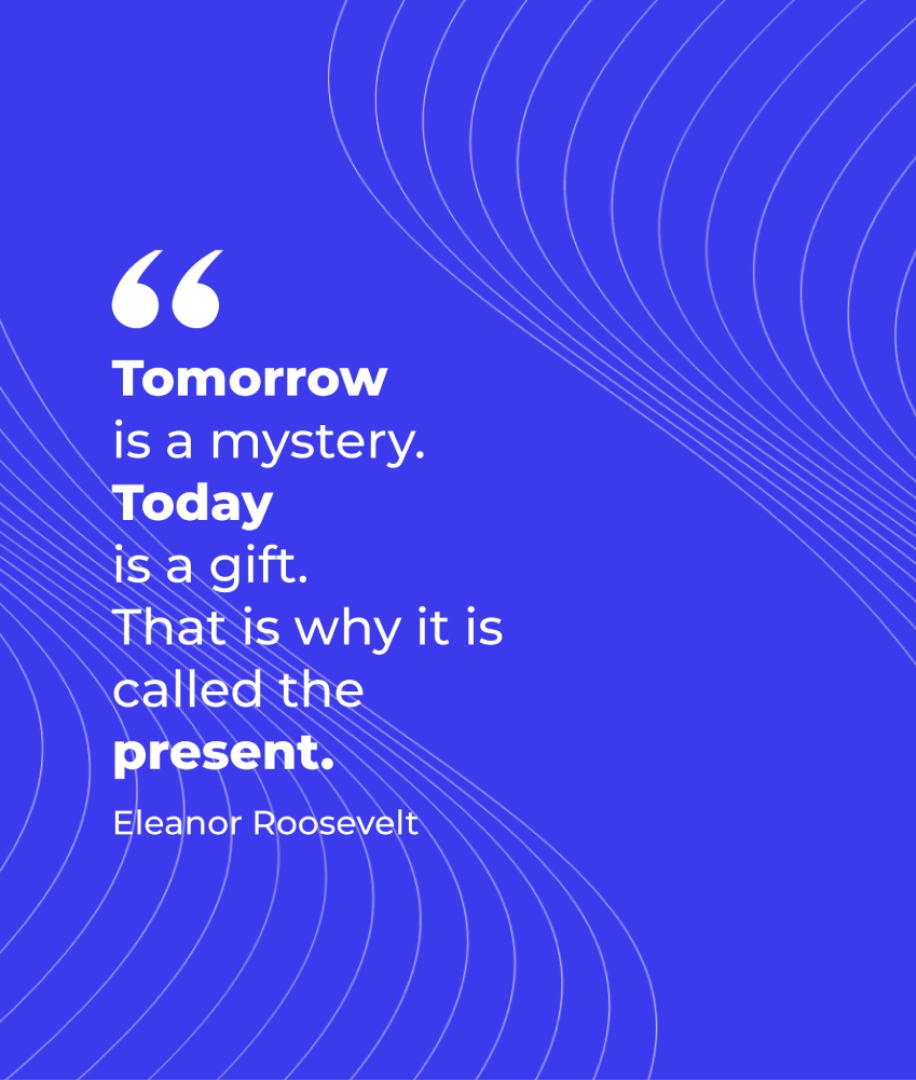 “
Tomorrow
is a mystery.
Today
is a gift.
That is why it is
called the
present.
Eleanor Roosevelt